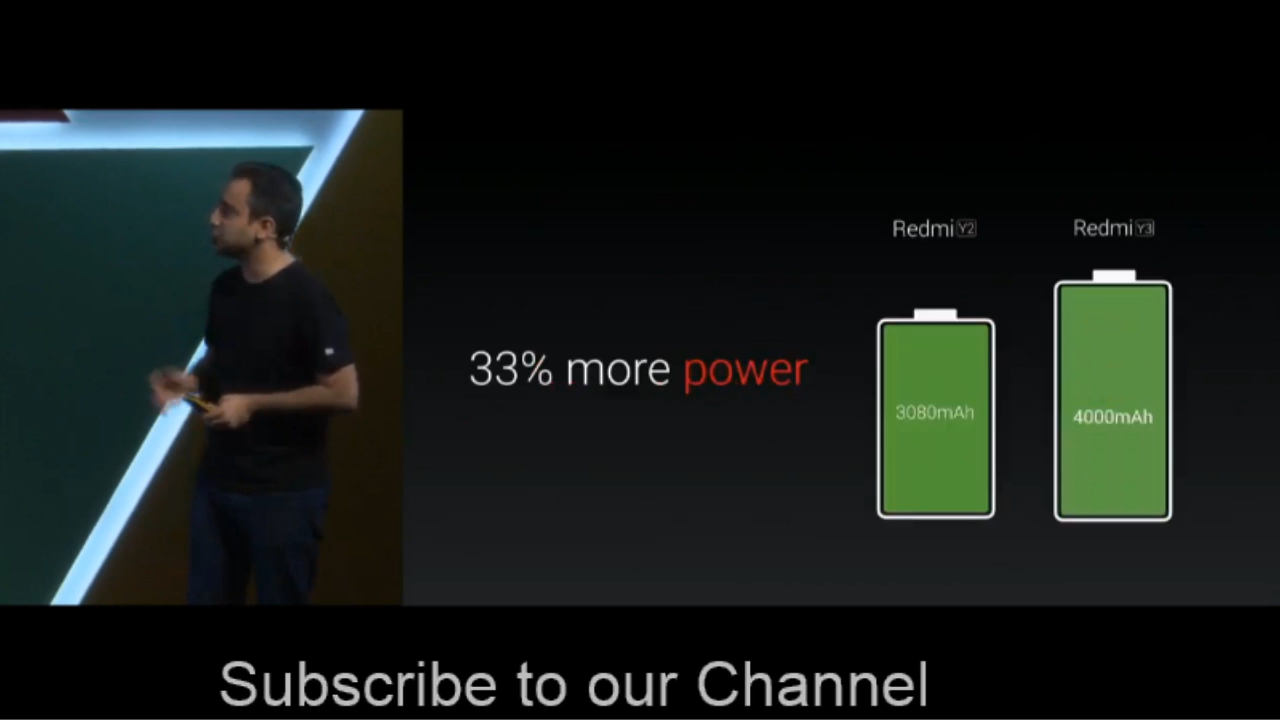 Redmi Y2
Redmi Y3
33% more power
3080mAh
4000mAh
Subscribe to our Channel